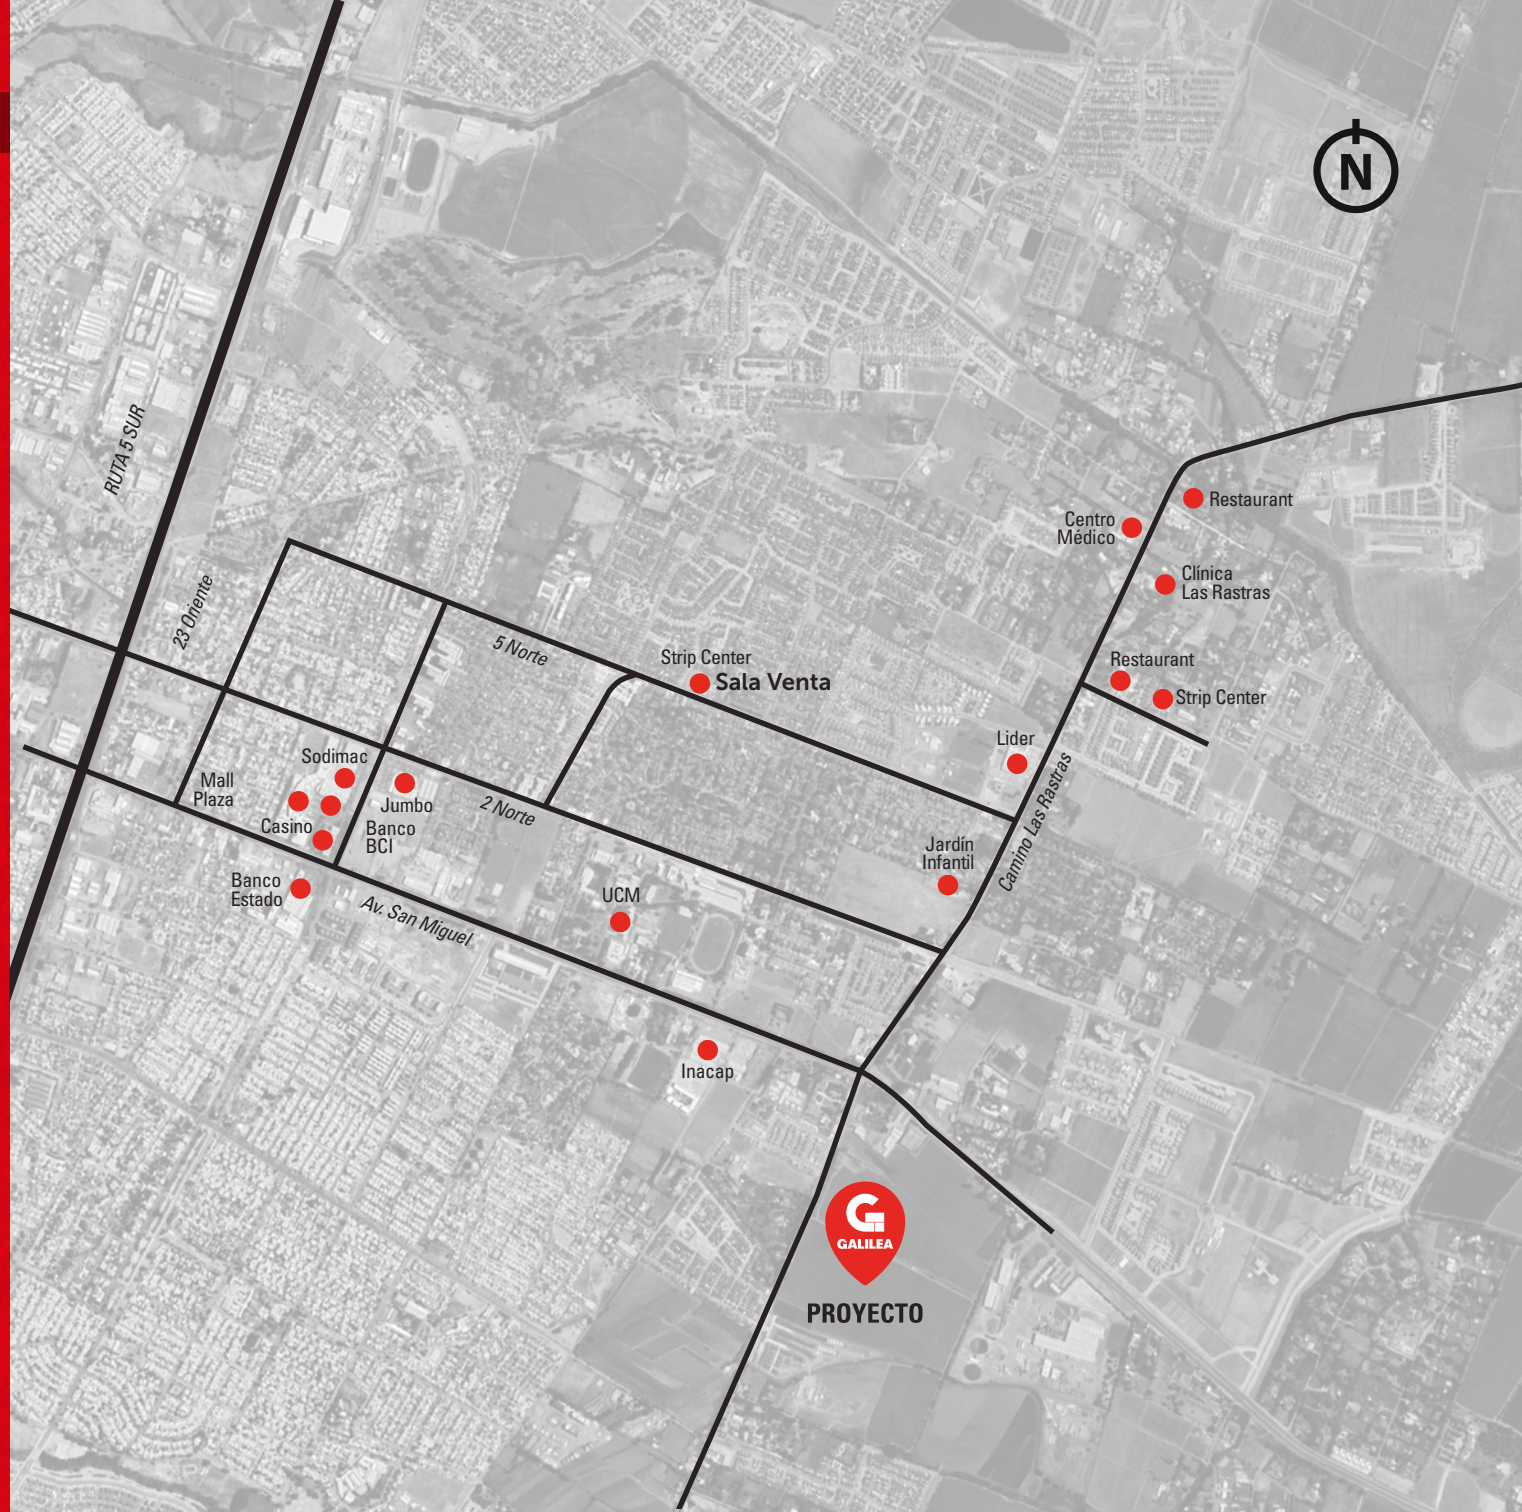 N
RUTA 5 SUR
Restaurant
Centro
Médico
Clínica
Las Rastras
23 Oriente
5 Norte
Strip Center
Sala Venta
Restaurant
Strip Center
Lider
Sodimac
Mall
Plaza
Jumbo
2 Norte
Casino
Banco
BCI
Camino Las Rastras
Jardín
Infantil
Banco
Estado
UCM
Av. San Miguel
Inacap
G
GALILEA
PROYECTO